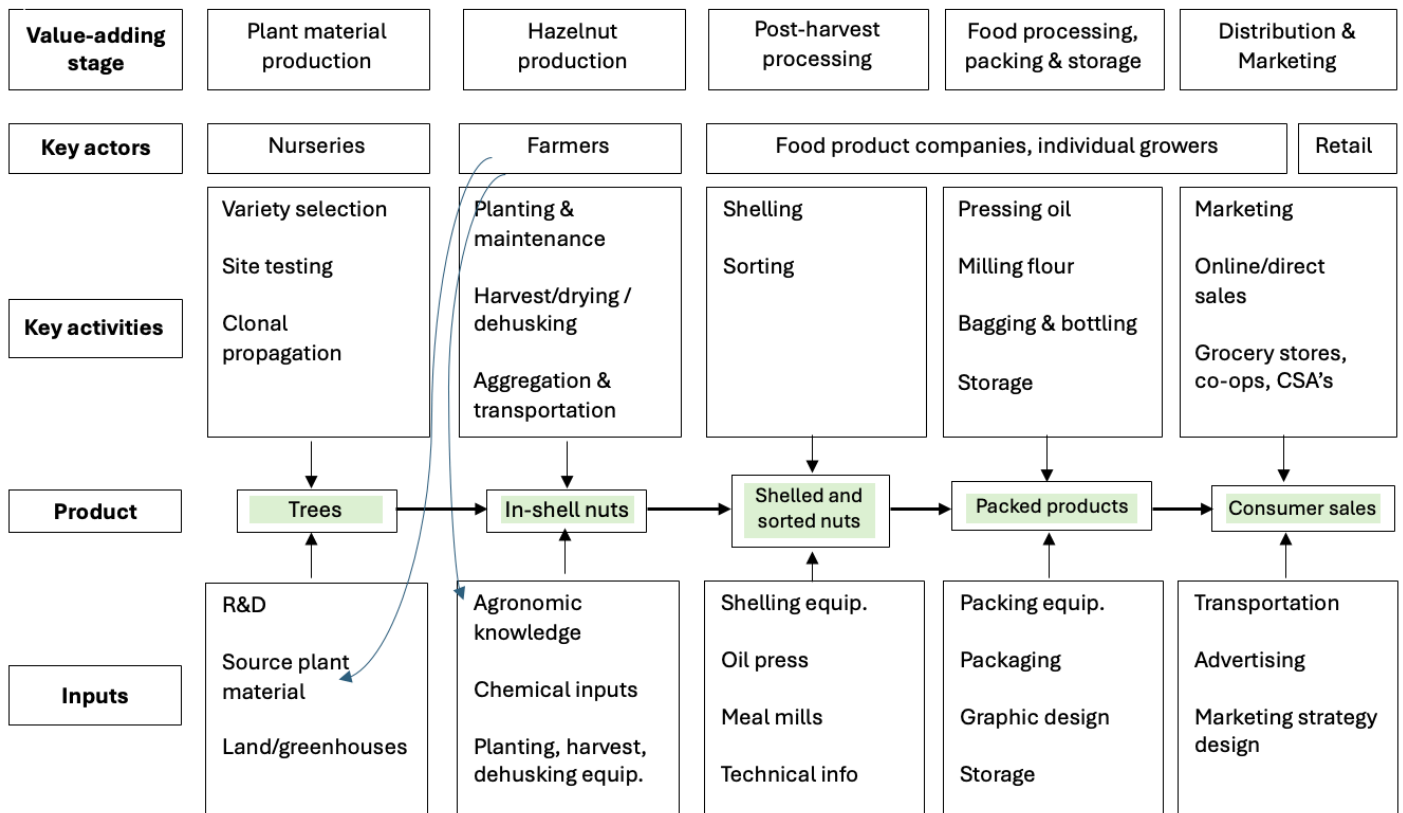 Value-adding
stage
Plant material
production
Hazelnut
production
Post-harvest
processing
Food processing,
packing & storage
Distribution &
Marketing
Key actors
Nurseries
Farmers
Food product companies, individual growers
Retail
Key activities
Variety selection
Site testing
Clonal
propagation
Planting &
maintenance
Harvest/drying /
dehusking
Aggregation &
transportation
Shelling
Sorting
Pressing oil
Milling flour
Bagging & bottling
Storage
Marketing
Online/direct
sales
Grocery stores,
co-ops, CSA's
Product
Trees
In-shell nuts
Shelled and
sorted nuts
Packed products
Consumer sales
Inputs
R&D
Source plant
material
Land/greenhouses
Agronomic
knowledge
Chemical inputs
Planting, harvest,
dehusking equip.
Shelling equip.
Oil press
Meal mills
Technical info
Packing equip.
Packaging
Graphic design
Storage
Transportation
Advertising
Marketing strategy
design